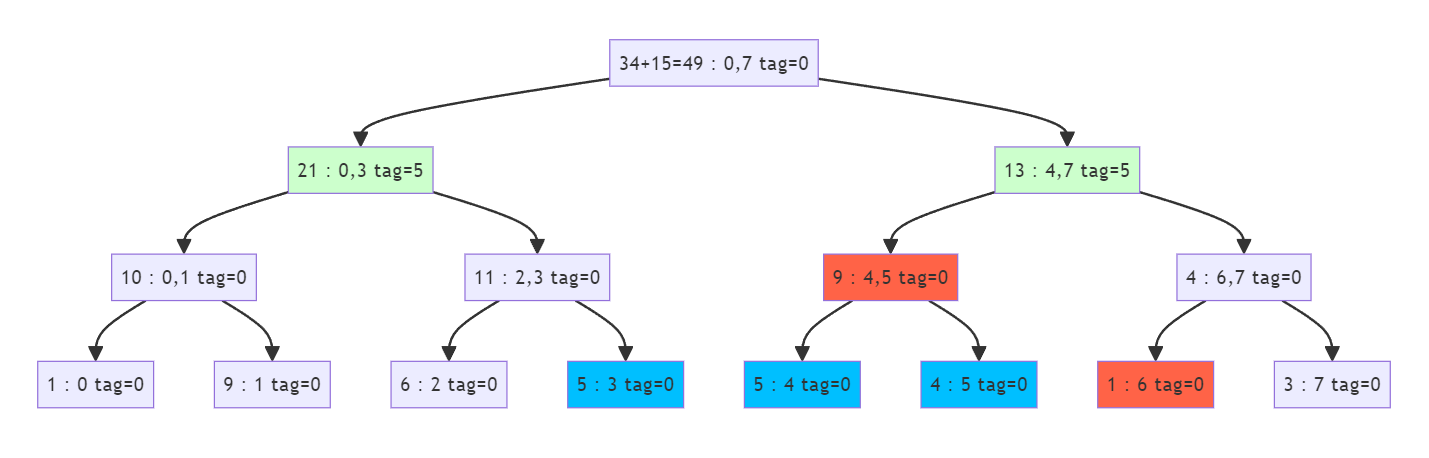 34+15=49 : 0,7 tag=0
21 : 0,3 tag=5
13 : 4,7 tag=5
10 : 0,1 tag=0
11 : 2,3 tag=0
9 : 4,5 tag=0
4 : 6,7 tag=0
1 : 0 tag=0
9 : 1 tag=0
6 : 2 tag=0
5 : 3 tag=0
5 : 4 tag=0
4 : 5 tag=0
1 : 6 tag=0
3 : 7 tag=0